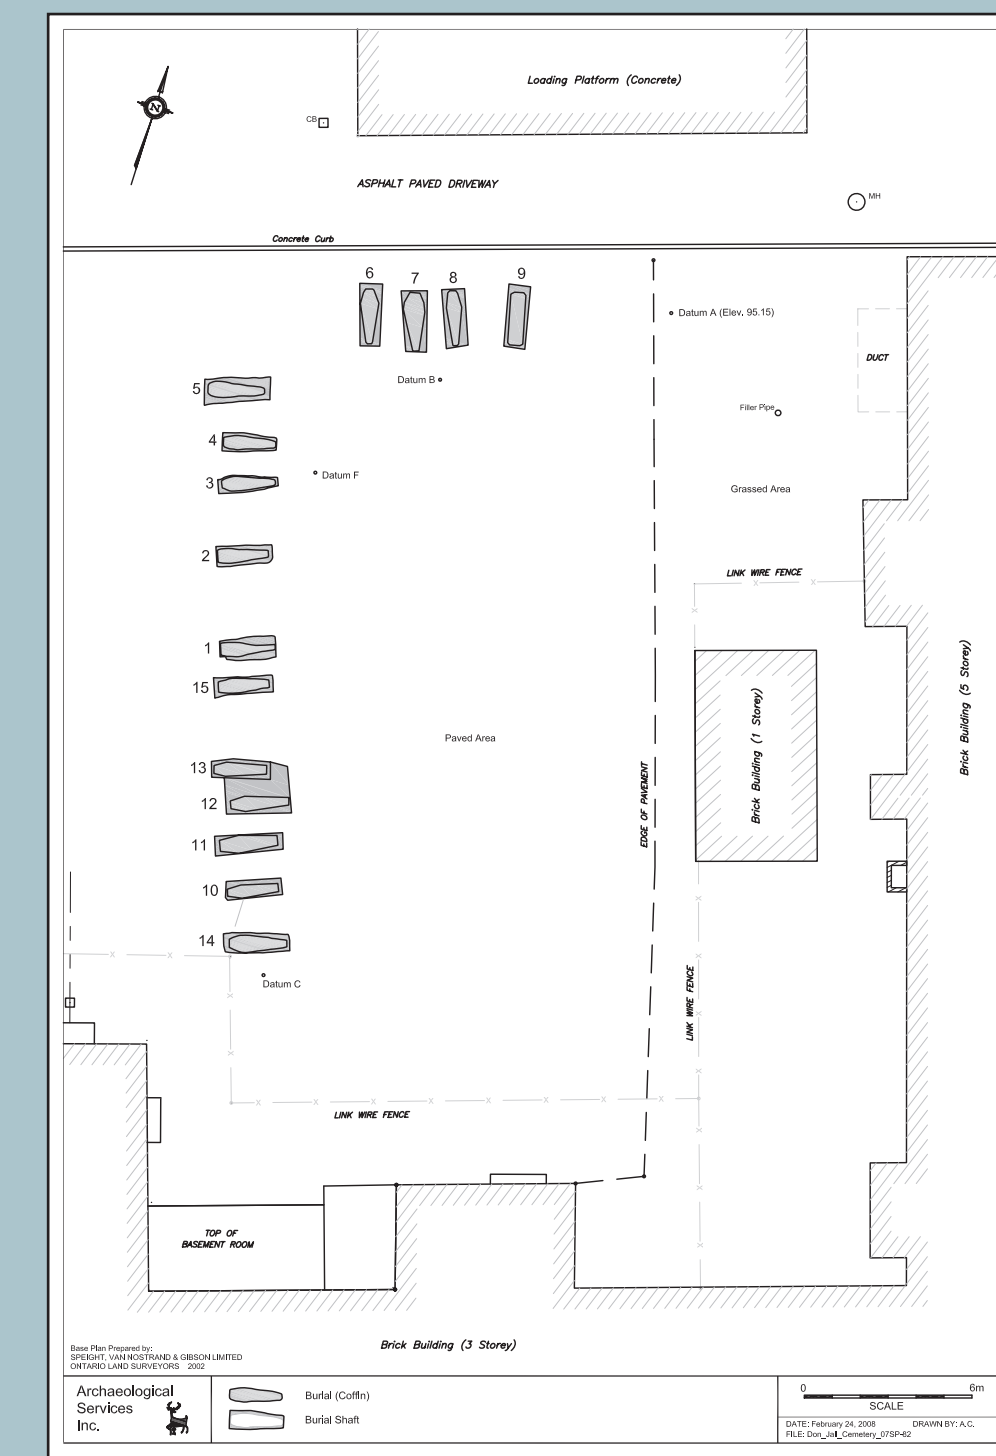 Loading Platform (Concrete)
N
CB
ASPHALT PAVED DRIVEWAY
MH
Concrete Curb
6
7
8
9
Datum A (Elev. 95.15)
DUCT
Datum B
5
Filler Pipe
4
Datum F
3
Grassed Area
2
LINK WIRE FENCE
1
15
Brick Building (5 Storey)
Brick Building (1 Storey)
Paved Area
13
12
EDGE OF PAVEMENT
11
10
14
Datum C
LINK WIRE FENCE
LINK WIRE FENCE
TOP OF
BASEMENT ROOM
Brick Building (3 Storey)
Base Plan Prepared by:
SPEIGHT, VAN NOSTRAND & GIBSON LIMITED
ONTARIO LAND SURVEYORS 2002
Archaeological
Services
Inc.
Burial (Coffin)
Burial Shaft
0 6m
SCALE
DATE: February 24, 2008 DRAWN BY: A.C.
FILE: Don_Jail_Cemetery_07SP-82